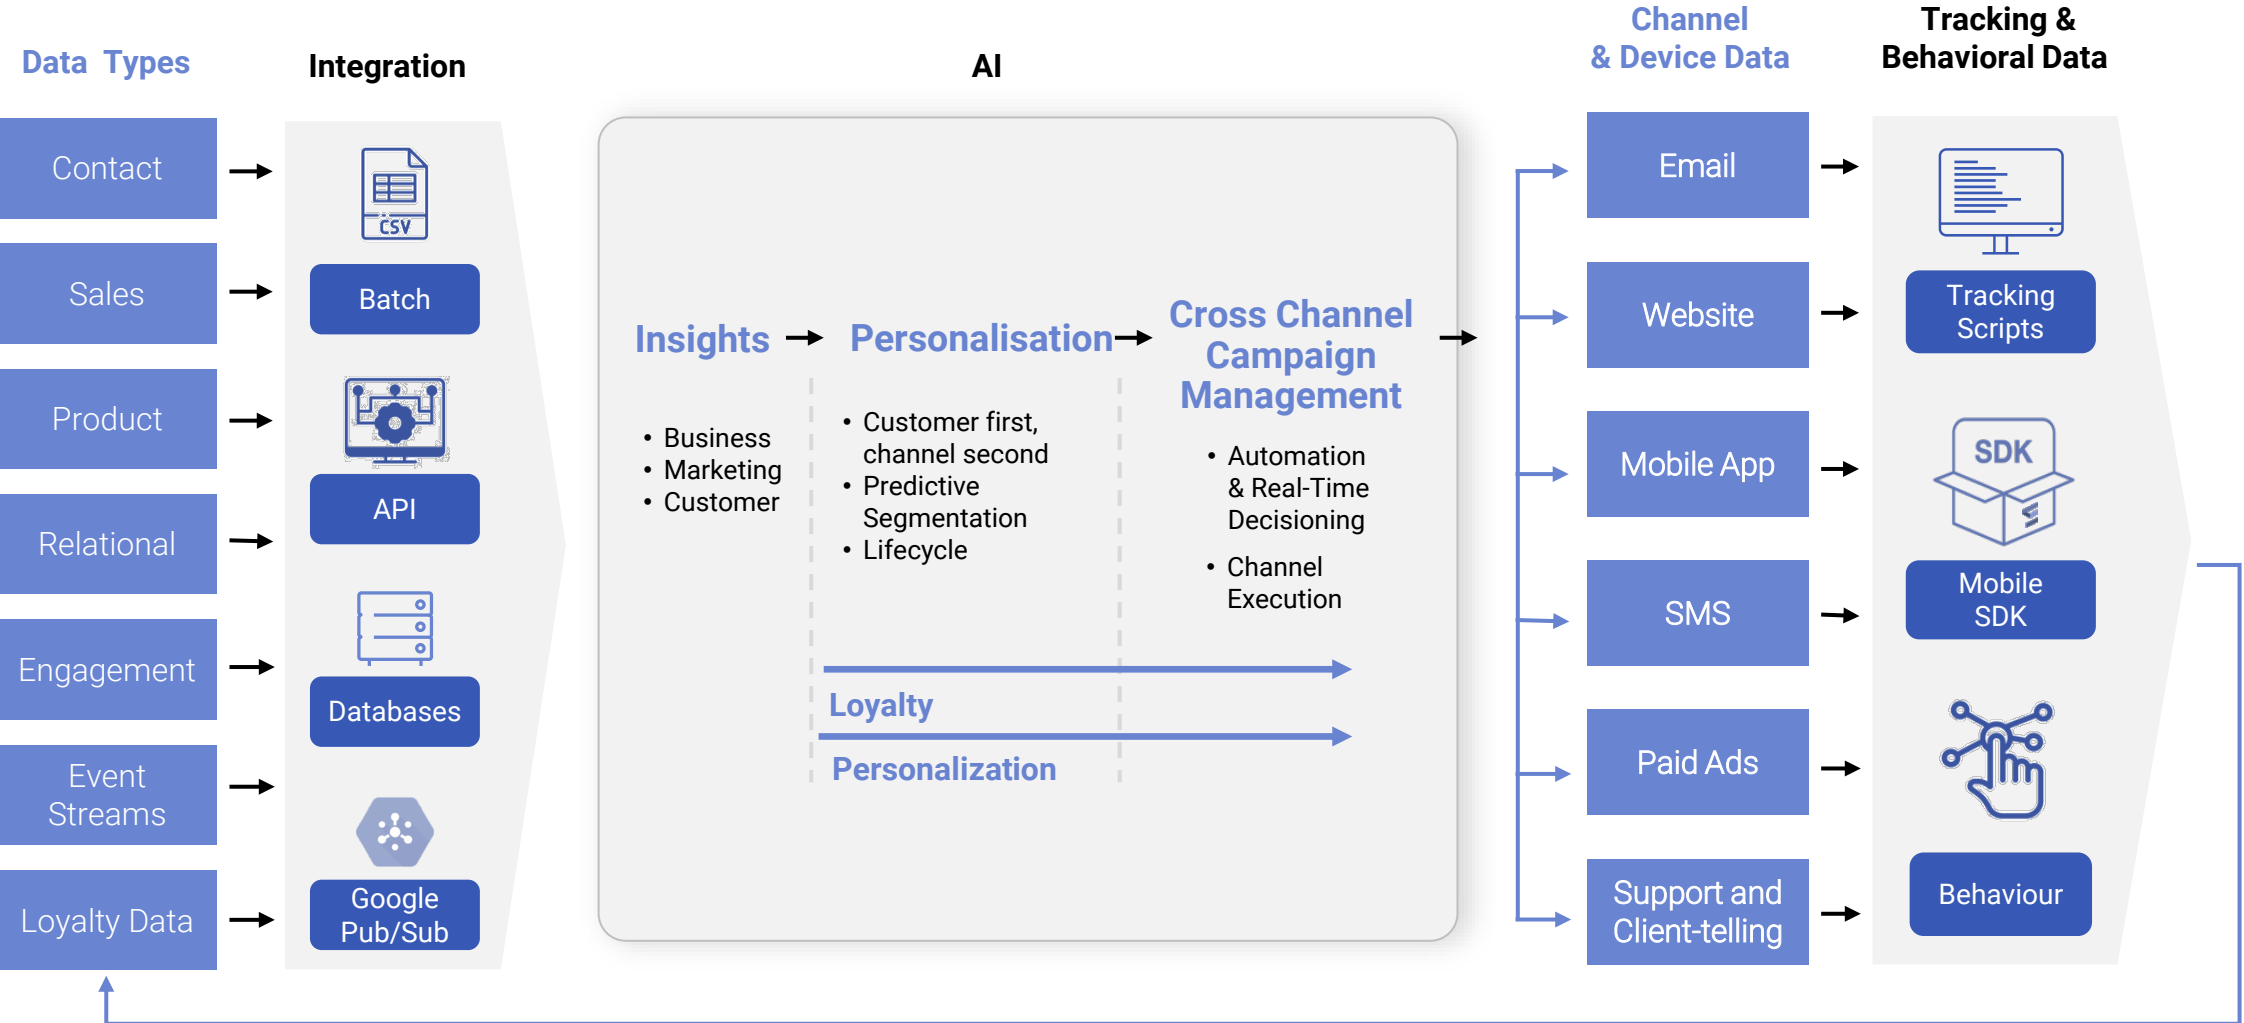 Data Types
Contact
Sales
Product
Relational
Engagement
Event
Streams
Loyalty Data
Integration
CSV
Batch
API
Databases
Google
Pub/Sub
AI
Insights
• Business
• Marketing
• Customer
Personalisation
• Customer first,
channel second
• Predictive
Segmentation
• Lifecycle
Cross Channel
Campaign
Management
• Automation
& Real-Time
Decisioning
• Channel
Execution
Loyalty
Personalization
Channel
& Device Data
Email
Website
Mobile App
SMS
Paid Ads
Support and
Client-telling
Tracking &
Behavioral Data
Tracking
Scripts
SDK
Mobile
SDK
Behaviour